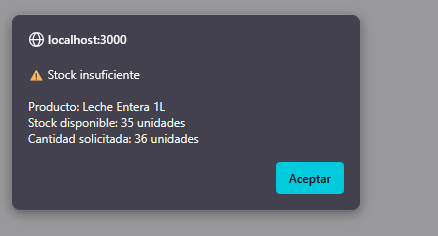 localhost:3000
⚠️ Stock insuficiente
Producto: Leche Entera 1L
Stock disponible: 35 unidades
Cantidad solicitada: 36 unidades
Aceptar